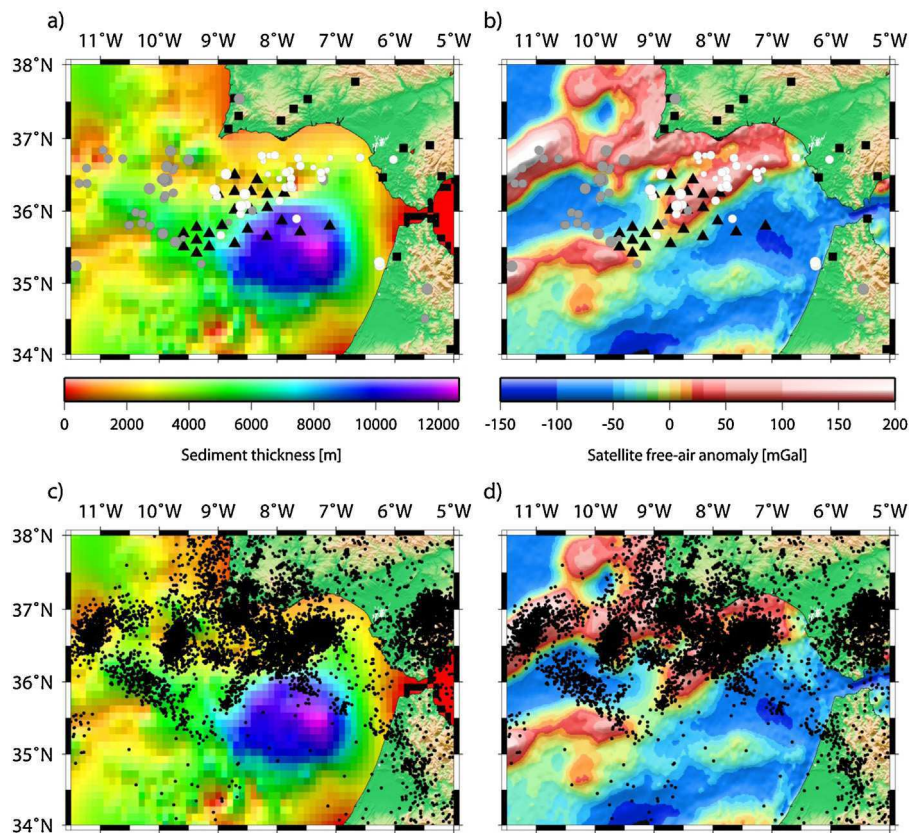 a)
b)
11˚W 10˚W 9˚W 8˚W 7˚W 6˚W 5˚W
11˚W 10˚W 9˚W 8˚W 7˚W 6˚W 5˚W
38˚N
37˚N
36˚N
35˚N
34˚N
0 2000 4000 6000 8000 10000 12000
-150 -100 -50 0 50 100 200
Sediment thickness [m]
Satellite free-air anomaly [mGal]
c)
d)
11˚W 10˚W 9˚W 8˚W 7˚W 6˚W 5˚W
11˚W 10˚W 9˚W 8˚W 7˚W 6˚W 5˚W
38˚N
37˚N
36˚N
35˚N
34˚N